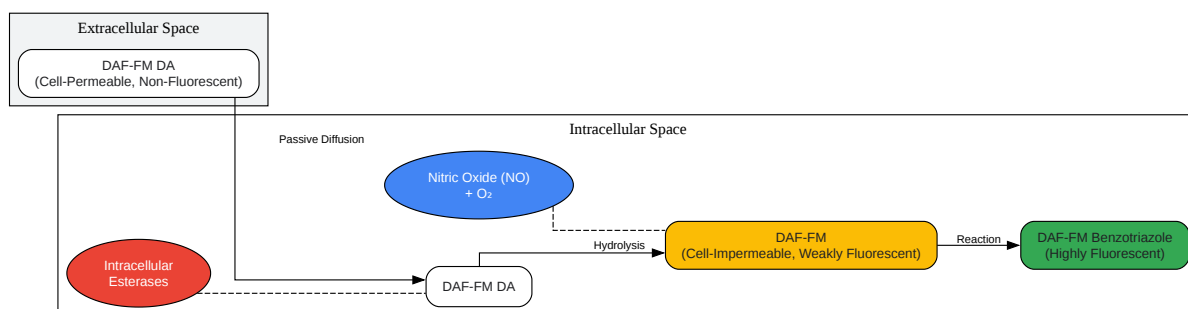 Extracellular Space
DAF-FM DA
(Cell-Permeable, Non-Fluorescent)
Intracellular Space
Passive Diffusion
Nitric Oxide (NO)
+ O₂
Intracellular
Esterases
DAF-FM DA
Hydrolysis
DAF-FM
(Cell-Impermeable, Weakly Fluorescent)
Reaction
DAF-FM Benzotriazole
(Highly Fluorescent)